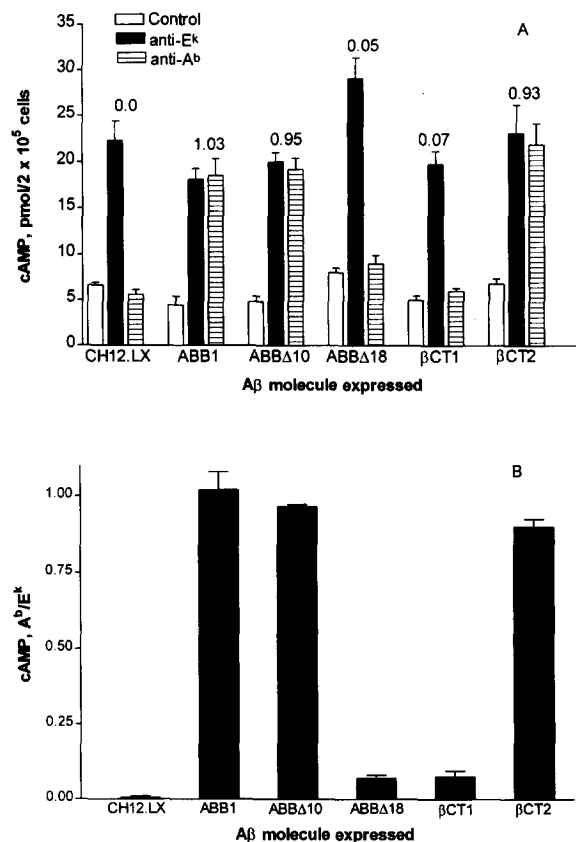 Control
anti-Eᵏ
anti-Aᵇ
A
cAMP, pmol/2 x 10⁵ cells
35
30
25
20
15
10
5
0
0.0
1.03
0.95
0.05
0.07
0.93
CH12.LX ABB1 ABBΔ10 ABBΔ18 βCT1 βCT2
Aβ molecule expressed
B
cAMP, Aᵇ/Eᵏ
1.00
0.75
0.50
0.25
0.00
CH12.LX ABB1 ABBΔ10 ABBΔ18 βCT1 βCT2
Aβ molecule expressed